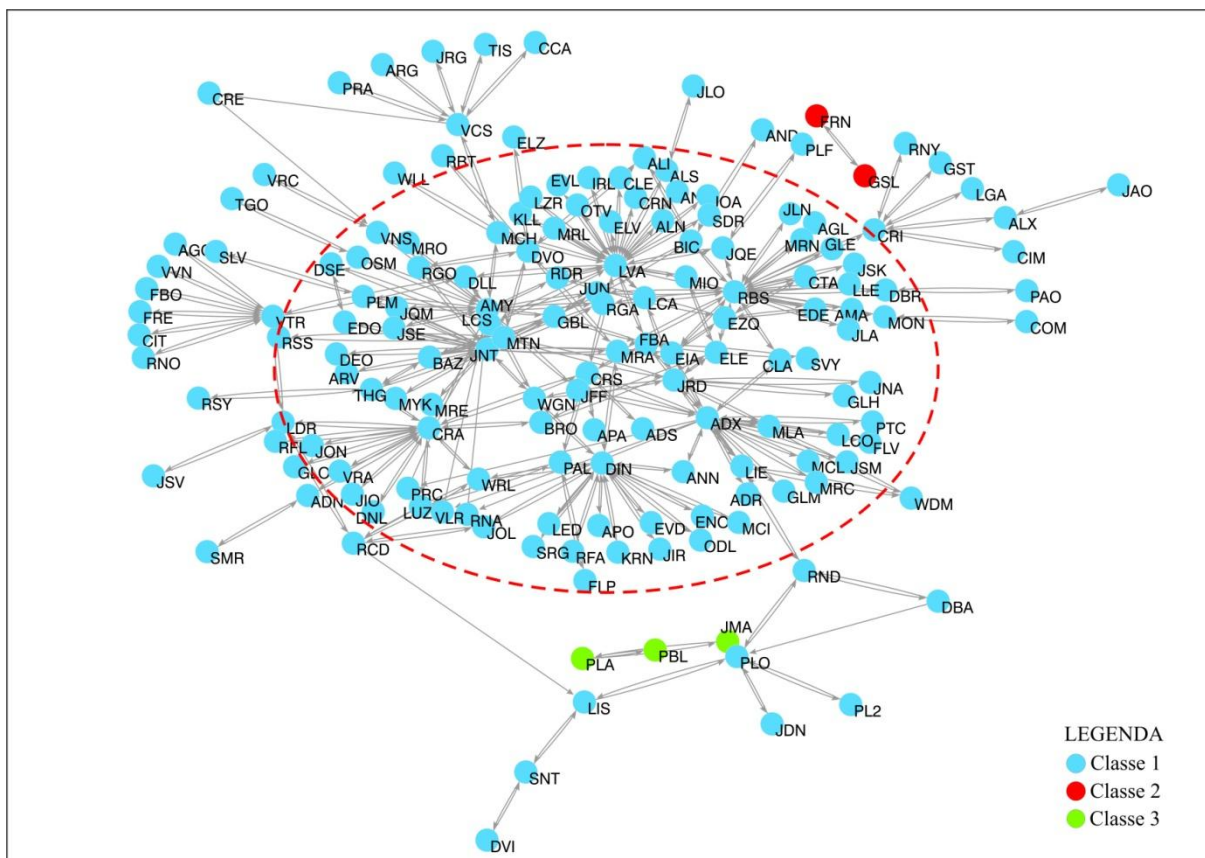 TIS
CCA
JRG
ARG
PRA
CRE
JLO
VCS
ELZ
AND
FRN
PLF
RNY
RBT
ALI
GST
WLL
ALS
GSL
VRC
EVL
IRL
CLE
LGA
JAO
TGO
LZR
OTV
CRN
IOA
JLN
ALX
KLL
MRL
ELV
ALN
SDR
AGL
CRI
VNS
MRO
MCH
BIC
MRN
GLE
CIM
SLV
DVO
JQE
DSE
OSM
RGO
RDR
LVA
JSK
VVN
DLL
JUN
MIO
CTA
LLE
FBO
PLM
AMY
RGA
LCA
RBS
DBR
PAO
FRE
JQM
LCS
EDE
AMA
VTR
EDO
JSE
GBL
EZQ
MON
COM
CIT
RSS
MTN
FBA
JLA
RNO
DEO
BAZ
JNT
MRA
EIA
ELE
CLA
SVY
ARV
RSY
THG
MYK
MRE
CRS
JFF
JRD
JNA
GLH
WGN
LDR
CRA
BRO
APA
ADS
ADX
MLA
PTC
RFL
JON
LCO
FLV
JSV
GLC
VRA
WRL
PAL
DIN
ANN
LIE
MCL
JSM
ADN
JIO
PRC
ADR
GLM
MRC
WDM
DNL
LUZ
VLR
RNA
LED
APO
EVD
ENC
MCI
SMR
RCD
JOL
SRG
RFA
KRN
JIR
ODL
FLP
RND
DBA
JMA
PLA
PBL
PLO
LIS
PL2
JDN
LEGENDA
Classe 1
SNT
Classe 2
Classe 3
DVI